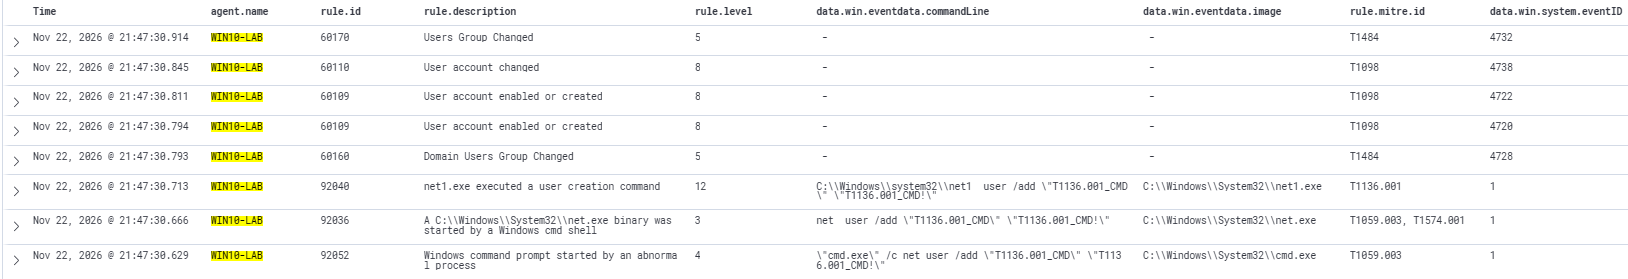 Time agent.name rule.id rule.description rule.level data.win.eventdata.commandLine data.win.eventdata.image rule.mitre.id data.win.system.eventID
Nov 22, 2026 @ 21:47:30.914 WIN10-LAB 60170 Users Group Changed 5 - - T1484 4732
Nov 22, 2026 @ 21:47:30.845 WIN10-LAB 60110 User account changed 8 - - T1098 4738
Nov 22, 2026 @ 21:47:30.811 WIN10-LAB 60109 User account enabled or created 8 - - T1098 4722
Nov 22, 2026 @ 21:47:30.794 WIN10-LAB 60109 User account enabled or created 8 - - T1098 4720
Nov 22, 2026 @ 21:47:30.793 WIN10-LAB 60160 Domain Users Group Changed 5 - - T1484 4728
Nov 22, 2026 @ 21:47:30.713 WIN10-LAB 92040 net1.exe executed a user creation command 12 C:\\Windows\\system32\\net1  user /add \"T1136.001_CMD C:\\Windows\\System32\\net1.exe T1136.001 1
\" \"T1136.001_CMD!\"
Nov 22, 2026 @ 21:47:30.666 WIN10-LAB 92036 A C:\\Windows\\System32\\net.exe binary was 3 net  user /add \"T1136.001_CMD\" \"T1136.001_CMD!\" C:\\Windows\\System32\\net.exe T1059.003, T1574.001 1
started by a Windows cmd shell
Nov 22, 2026 @ 21:47:30.629 WIN10-LAB 92052 Windows command prompt started by an abnorma 4 \"cmd.exe\" /c net user /add \"T1136.001_CMD\" \"T113 C:\\Windows\\System32\\cmd.exe T1059.003 1
l process 6.001_CMD!\"